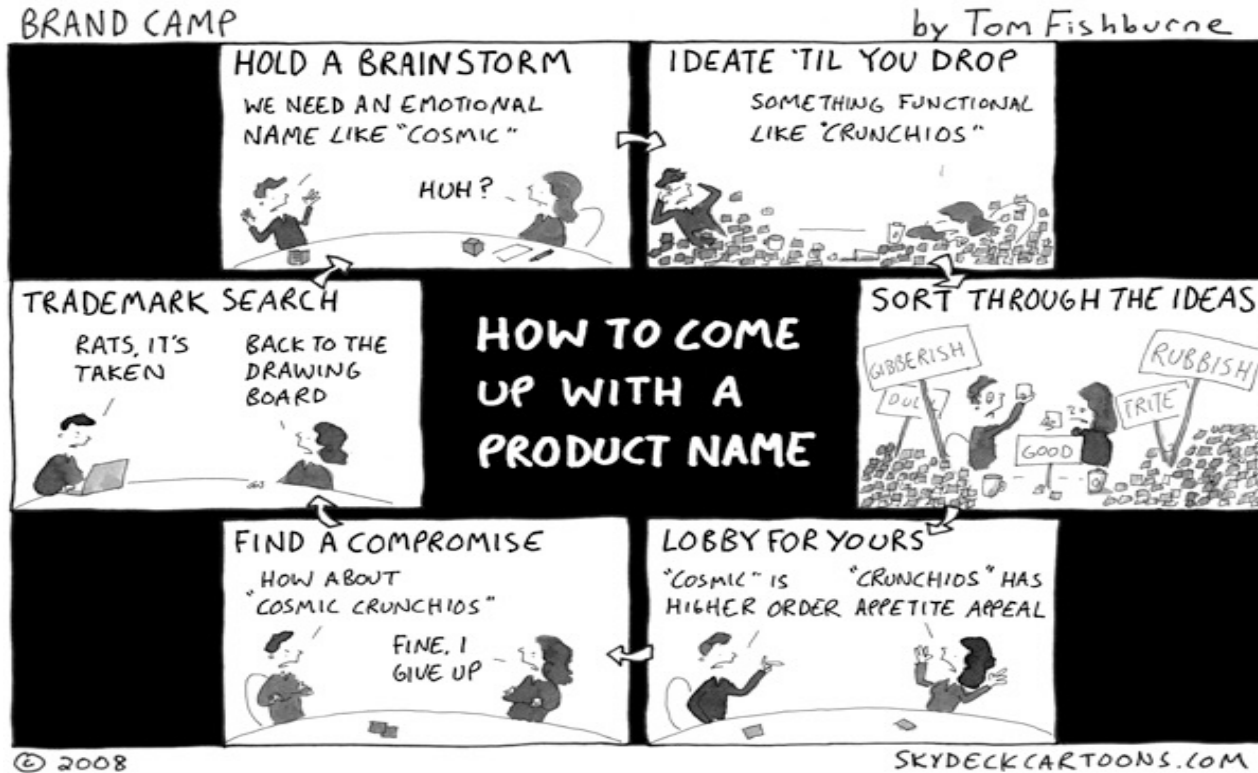 BRAND CAMP
by Tom Fishburne
HOLD A BRAINSTORM
WE NEED AN EMOTIONAL
NAME LIKE "COSMIC"
HUH?
IDEATE 'TIL YOU DROP
SOMETHING FUNCTIONAL
LIKE "CRUNCHIOS"
SORT THROUGH THE IDEAS
GIBBERISH
DULL
GOOD
TRITE
RUBBISH
LOBBY FOR YOURS
"COSMIC" IS
HIGHER ORDER
"CRUNCHIOS" HAS
APPETITE APPEAL
FIND A COMPROMISE
HOW ABOUT
"COSMIC CRUNCHIOS"
FINE, I
GIVE UP
TRADEMARK SEARCH
RATS, IT'S
TAKEN
BACK TO THE
DRAWING
BOARD
HOW TO COME
UP WITH A
PRODUCT NAME
© 2008
SKYDECKCARTOONS.COM